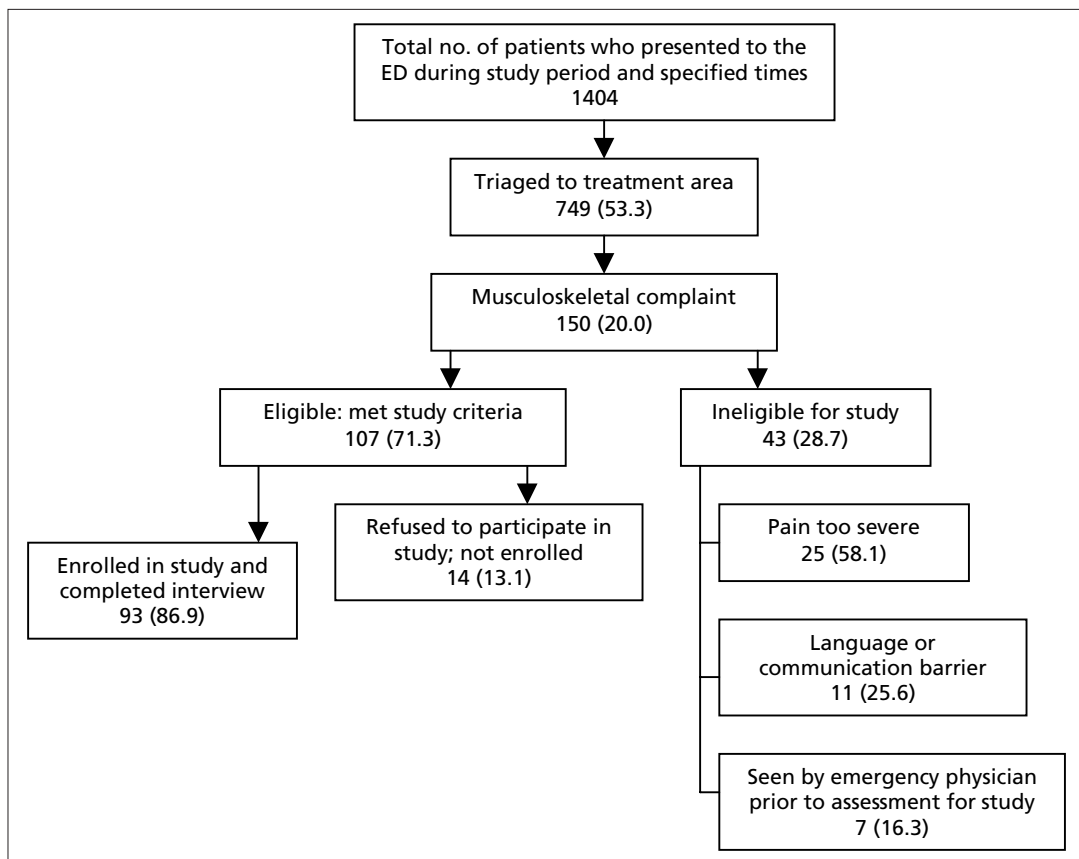 Total no. of patients who presented to the
ED during study period and specified times
1404
Triaged to treatment area
749 (53.3)
Musculoskeletal complaint
150 (20.0)
Eligible: met study criteria
107 (71.3)
Ineligible for study
43 (28.7)
Enrolled in study and
completed interview
93 (86.9)
Refused to participate in
study; not enrolled
14 (13.1)
Pain too severe
25 (58.1)
Language or
communication barrier
11 (25.6)
Seen by emergency physician
prior to assessment for study
7 (16.3)